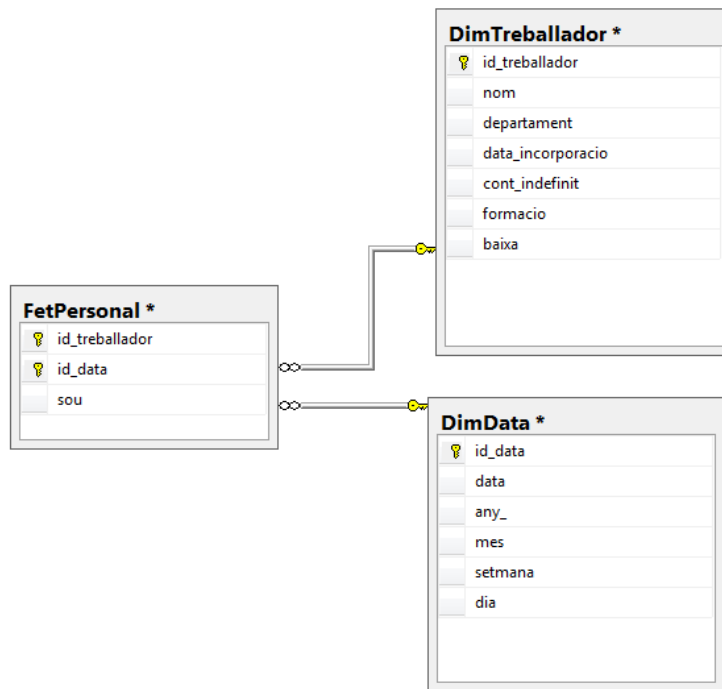 DimTreballador *
id_treballador
nom
departament
data_incorporacio
cont_indefinit
formacio
baixa
FetPersonal *
id_treballador
id_data
sou
DimData *
id_data
data
any_
mes
setmana
dia